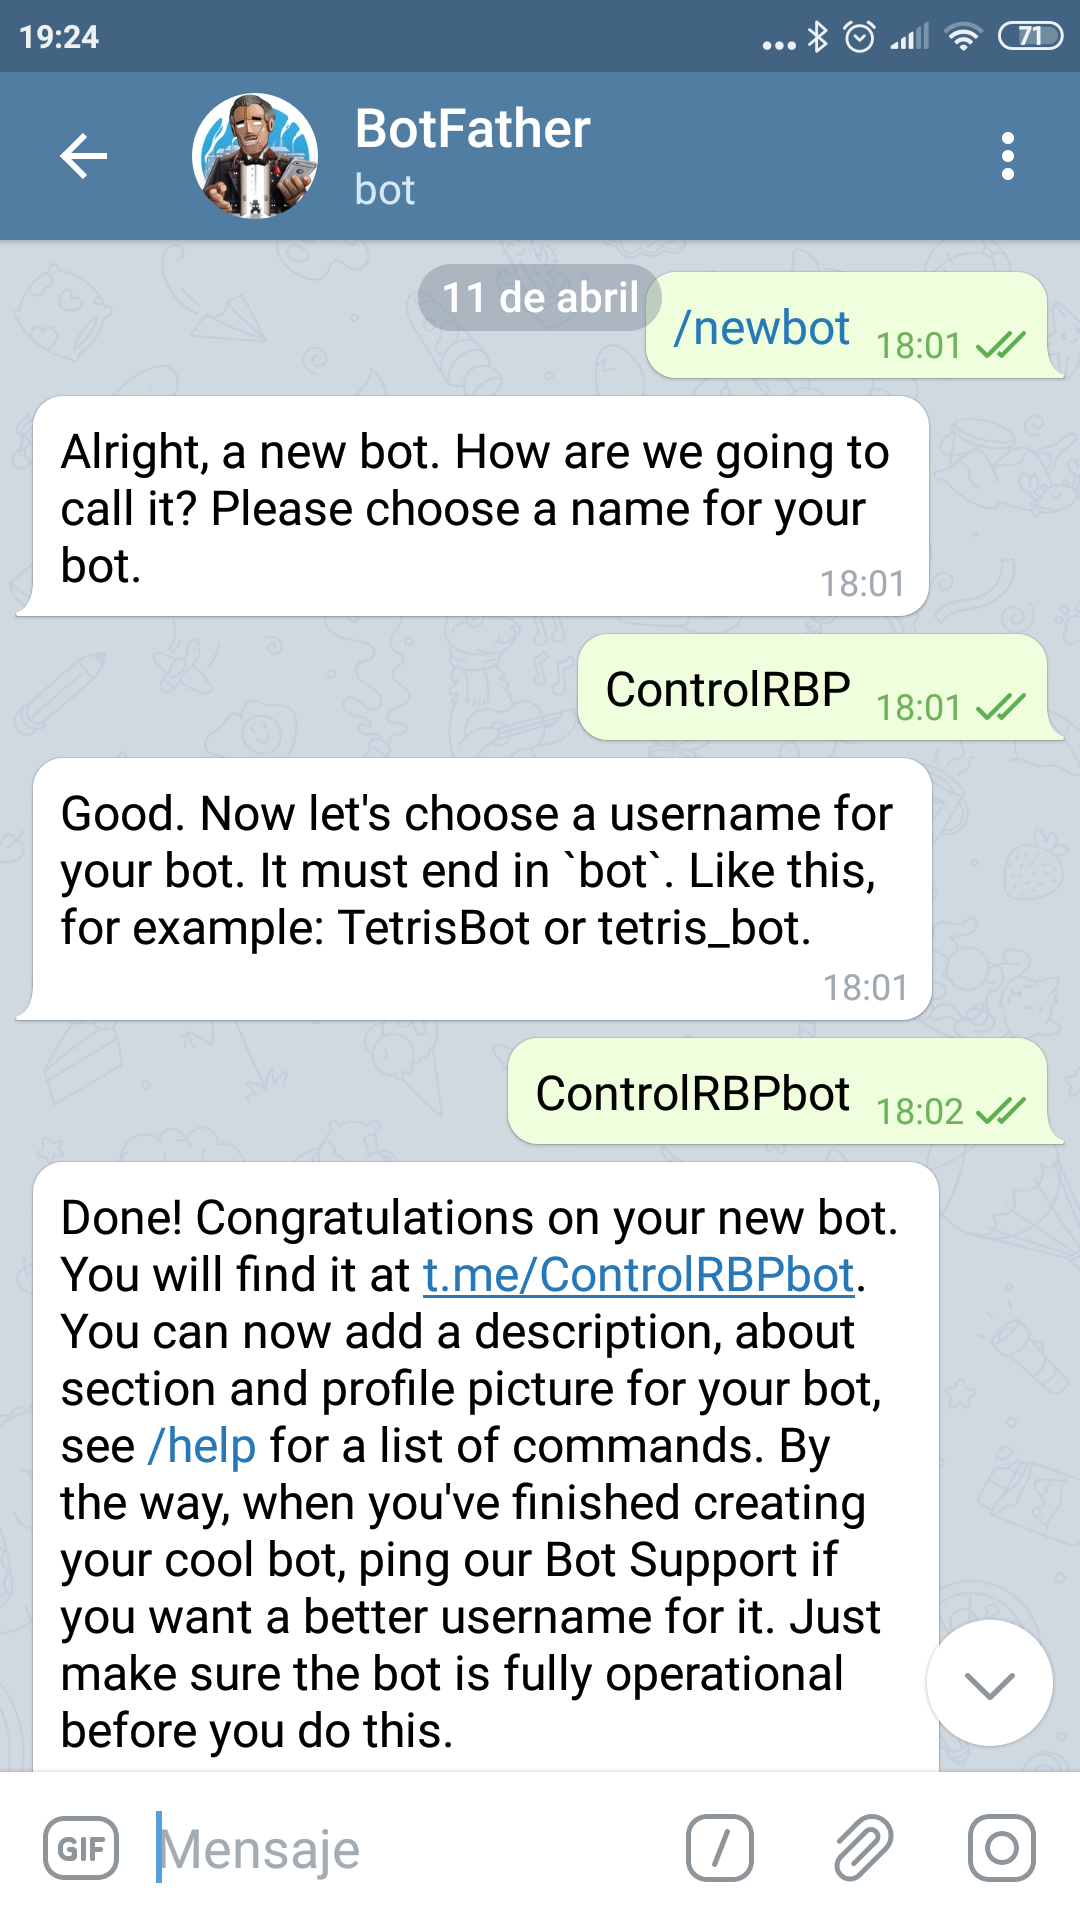 19:24
71
BotFather
bot
11 de abril
/newbot 18:01
Alright, a new bot. How are we going to
call it? Please choose a name for your
bot.
18:01
ControlRBP 18:01
Good. Now let's choose a username for
your bot. It must end in `bot`. Like this,
for example: TetrisBot or tetris_bot.
18:01
ControlRBPbot 18:02
Done! Congratulations on your new bot.
You will find it at t.me/ControlRBPbot.
You can now add a description, about
section and profile picture for your bot,
see /help for a list of commands. By
the way, when you've finished creating
your cool bot, ping our Bot Support if
you want a better username for it. Just
make sure the bot is fully operational
before you do this.
GIF Mensaje /